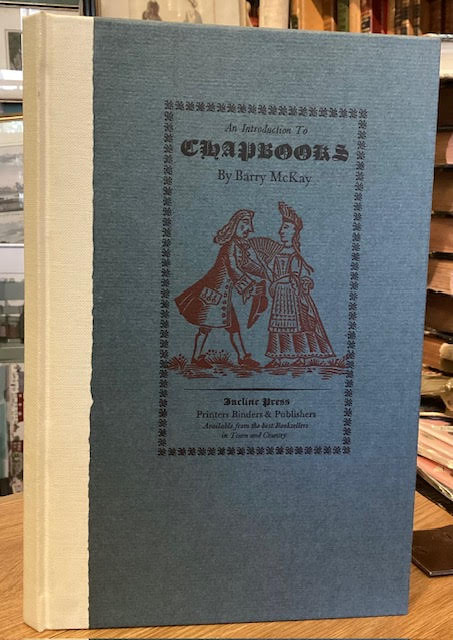 An Introduction To
CHAPBOOKS
By Barry McKay
Incline Press
Printers Binders & Publishers
Available from the best Booksellers
in Town and Country